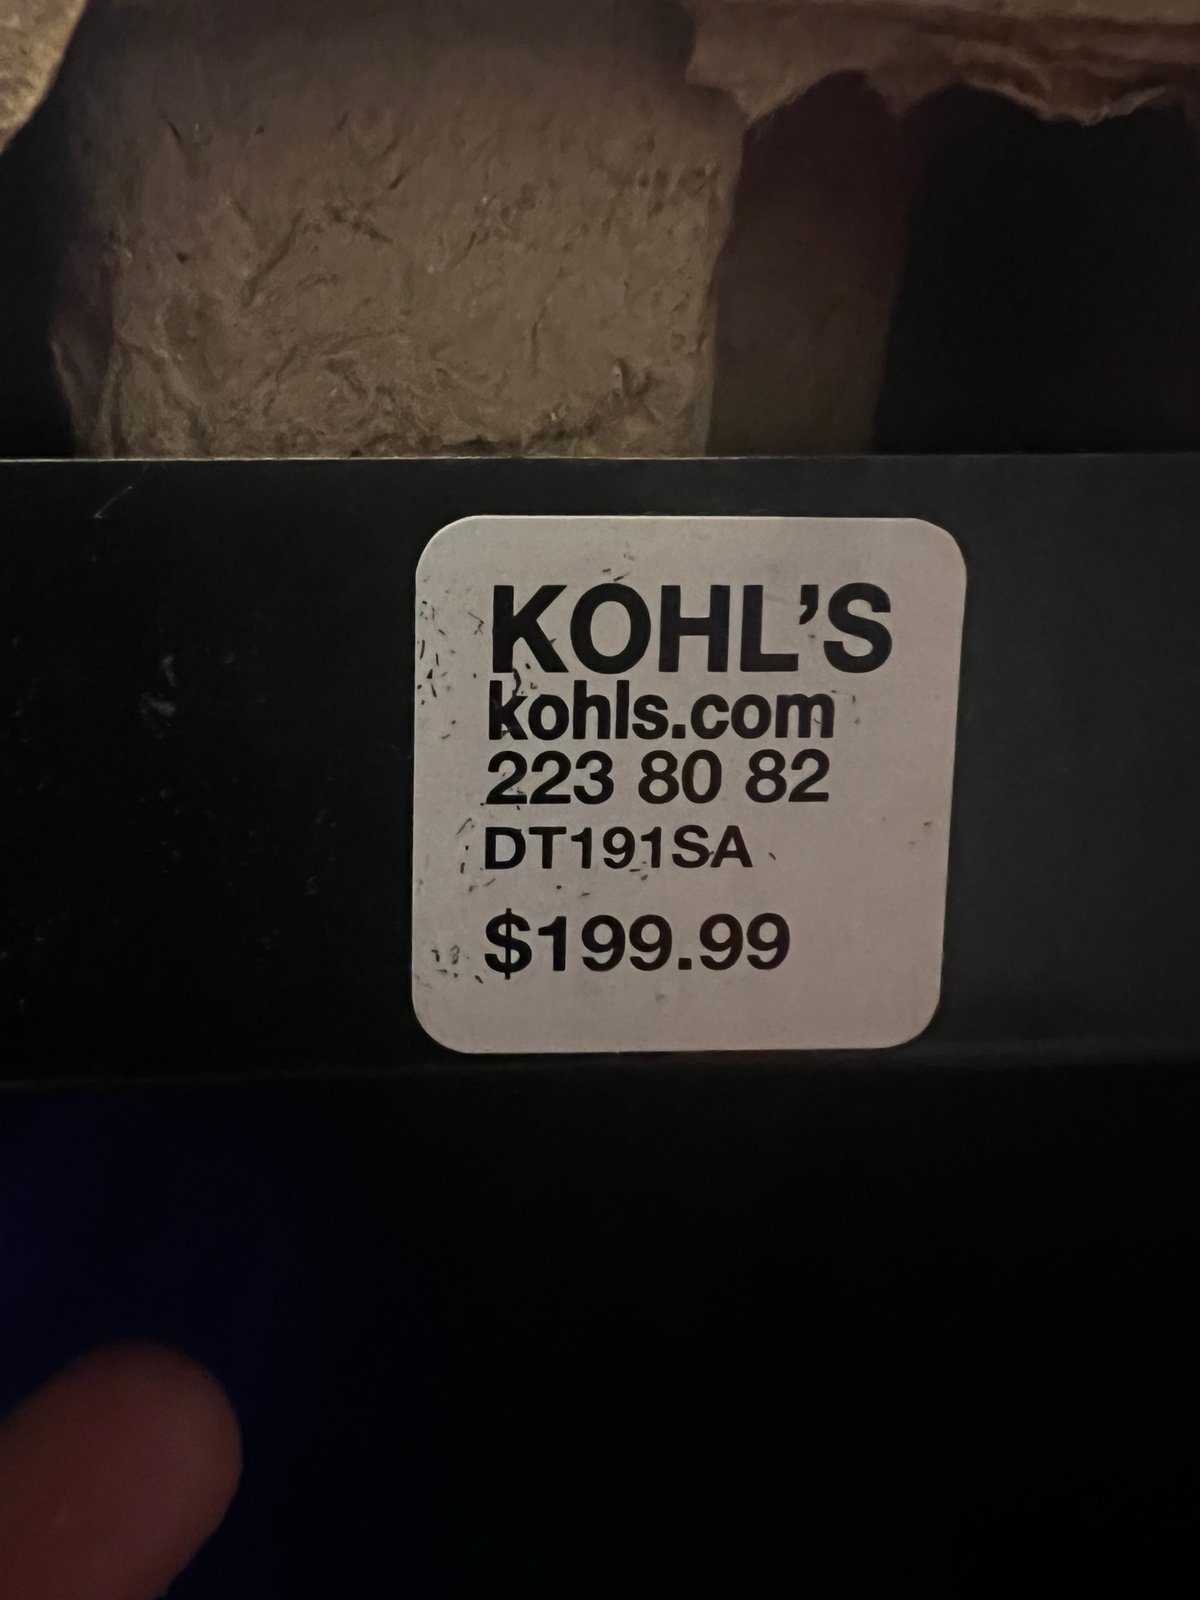 KOHL'S
kohls.com
223 80 82
DT191SA
$199.99